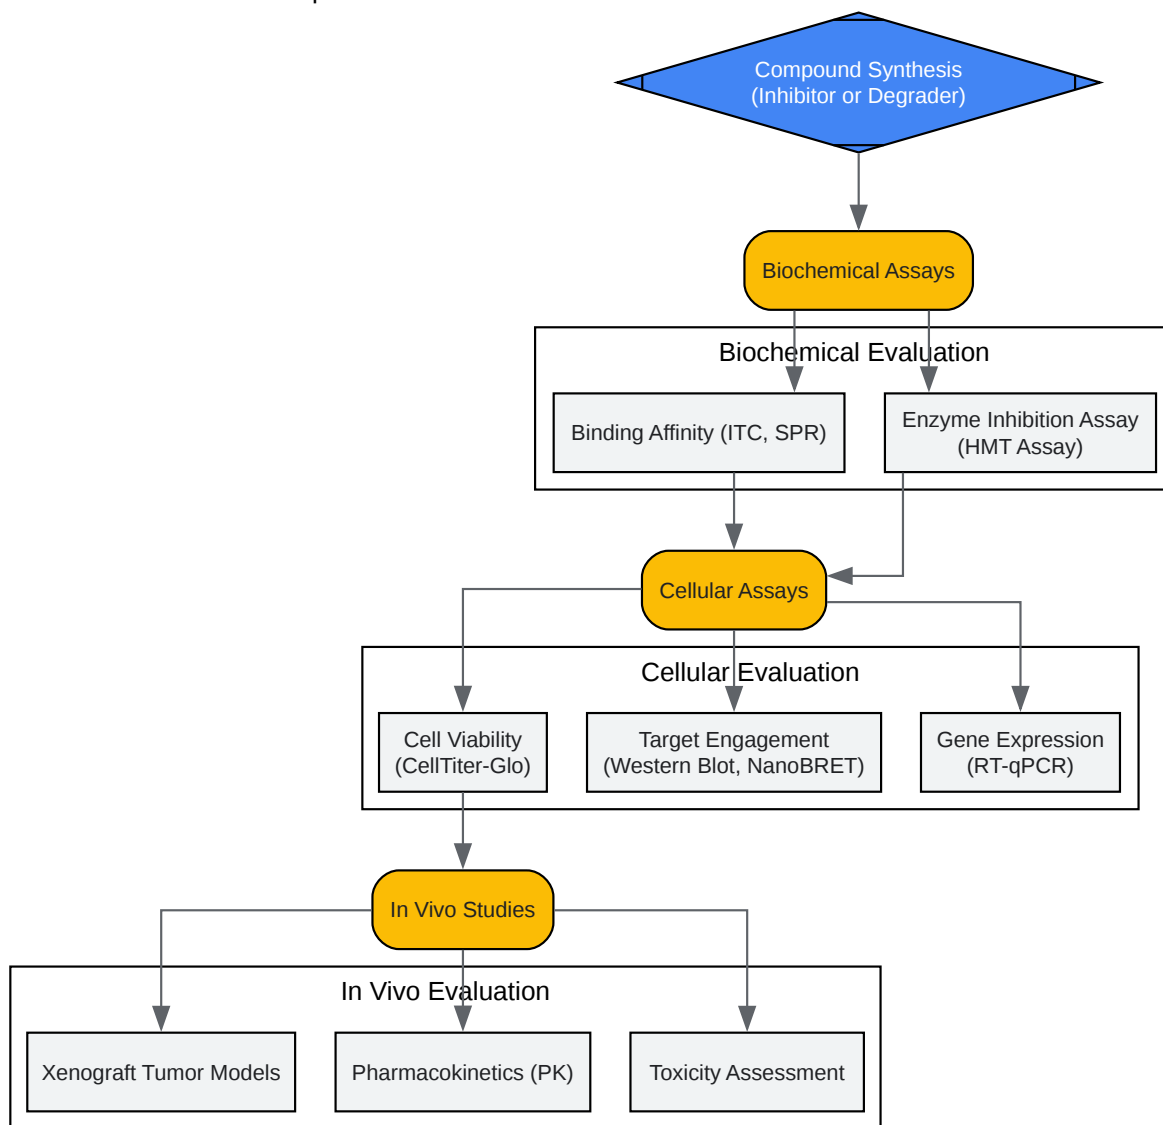 Compound Synthesis
(Inhibitor or Degrader)
Biochemical Assays
Biochemical Evaluation
Binding Affinity (ITC, SPR)
Enzyme Inhibition Assay
(HMT Assay)
Cellular Assays
Cellular Evaluation
Cell Viability
(CellTiter-Glo)
Target Engagement
(Western Blot, NanoBRET)
Gene Expression
(RT-qPCR)
In Vivo Studies
In Vivo Evaluation
Xenograft Tumor Models
Pharmacokinetics (PK)
Toxicity Assessment